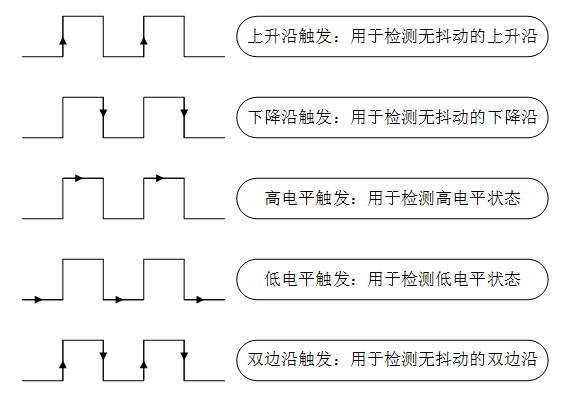 上升沿触发：用于检测无抖动的上升沿
下降沿触发：用于检测无抖动的下降沿
高电平触发：用于检测高电平状态
低电平触发：用于检测低电平状态
双边沿触发：用于检测无抖动的双边沿